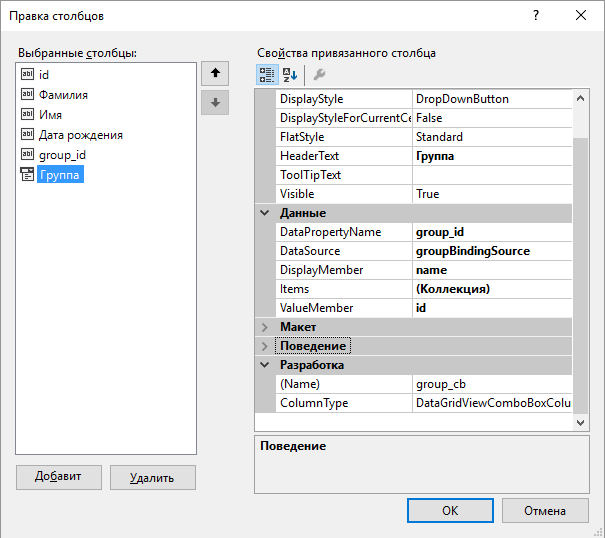 Правка столбцов
Выбранные столбцы:
id
Фамилия
Имя
Дата рождения
group_id
Группа
Добавит
Удалить
Свойства привязанного столбца
DisplayStyle DropDownButton
DisplayStyleForCurrentCe False
FlatStyle Standard
HeaderText Группа
ToolTipText
Visible True
Данные
DataPropertyName group_id
DataSource groupBindingSource
DisplayMember name
Items (Коллекция)
ValueMember id
Макет
Поведение
Разработка
(Name) group_cb
ColumnType DataGridViewComboBoxColu
Поведение
OK
Отмена